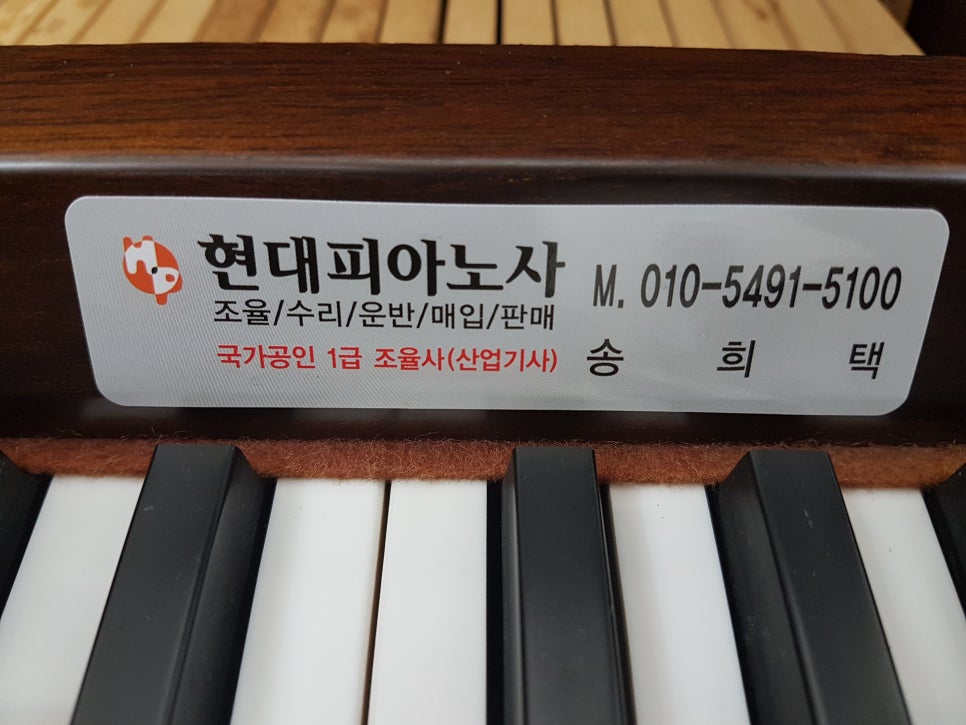 현대피아노사
조율/수리/운반/매입/판매
국가공인 1급 조율사(산업기사)
M. 010-5491-5100
송 희 택